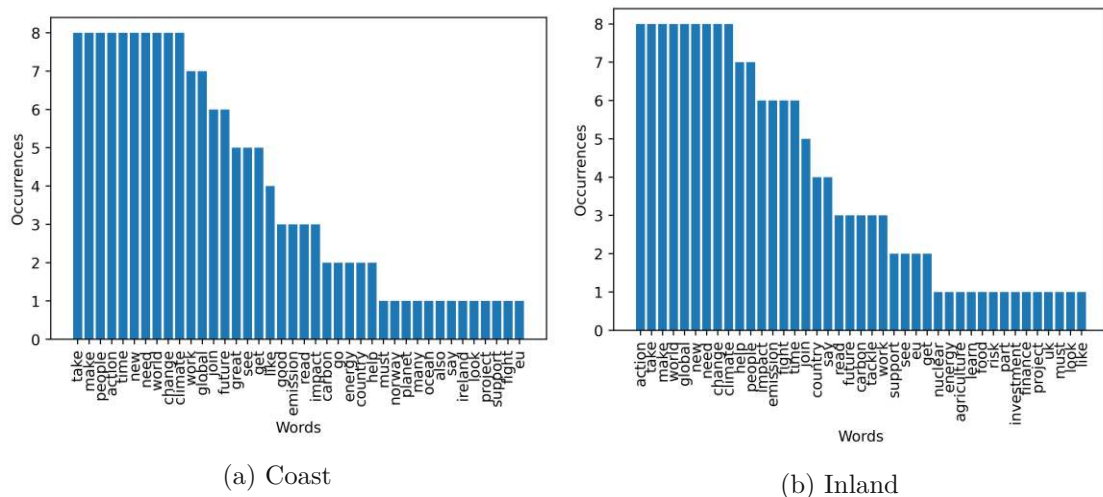 8
7
6
5
4
3
2
1
0
Occurrences
take make people action time new need world change climate work global join future great see get like good emission read impact carbon go energy country help must norway planet many ocean also say ireland look project support fight eu
Words
(a) Coast
8
7
6
5
4
3
2
1
0
Occurrences
action take make world global new need change climate help people impact emission fight time join country say read future carbon tackle work support see eu get nuclear energy agriculture learn food risk part investment finance project uk must look like
Words
(b) Inland